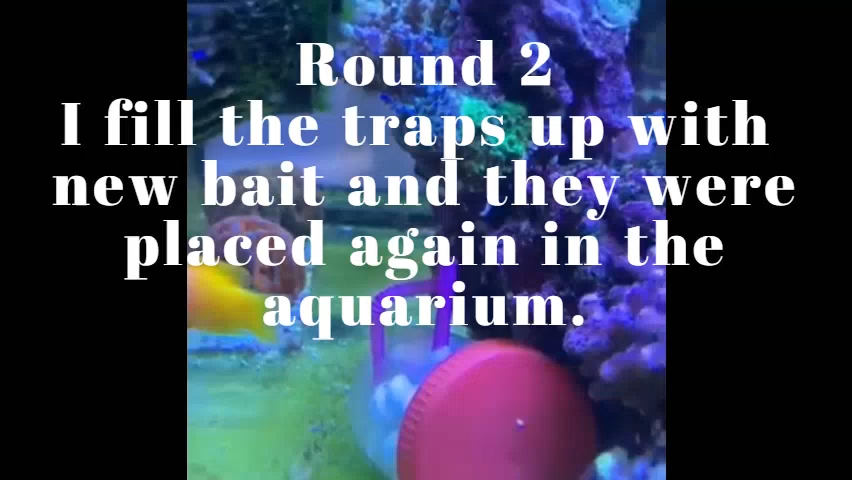 Round 2
I fill the traps up with
new bait and they were
placed again in the
aquarium.